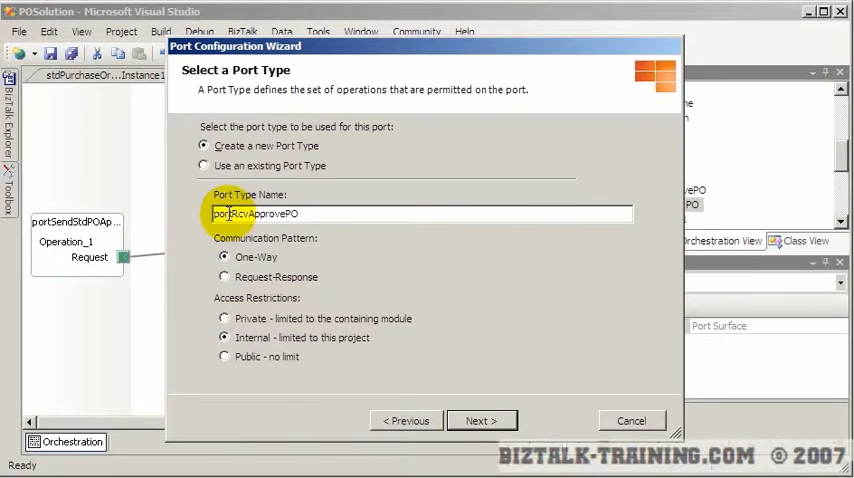 POSolution - Microsoft Visual Studio
File Edit View Project Build Debug BizTalk Data Tools Window Community Help
stdPurchaseOr...Instance1
Port Configuration Wizard
Select a Port Type
A Port Type defines the set of operations that are permitted on the port.
BizTalk Explorer
Toolbox
Select the port type to be used for this port:
Create a new Port Type
Use an existing Port Type
Port Type Name:
portRcvApprovePO
Communication Pattern:
One-Way
Request-Response
Access Restrictions:
Private - limited to the containing module
Internal - limited to this project
Public - no limit
portSendStdPOAp...
Operation_1
Request
PO
Orchestration View
Class View
Port Surface
< Previous
Next >
Cancel
Orchestration
Ready
BIZTALK-TRAINING.COM © 2007